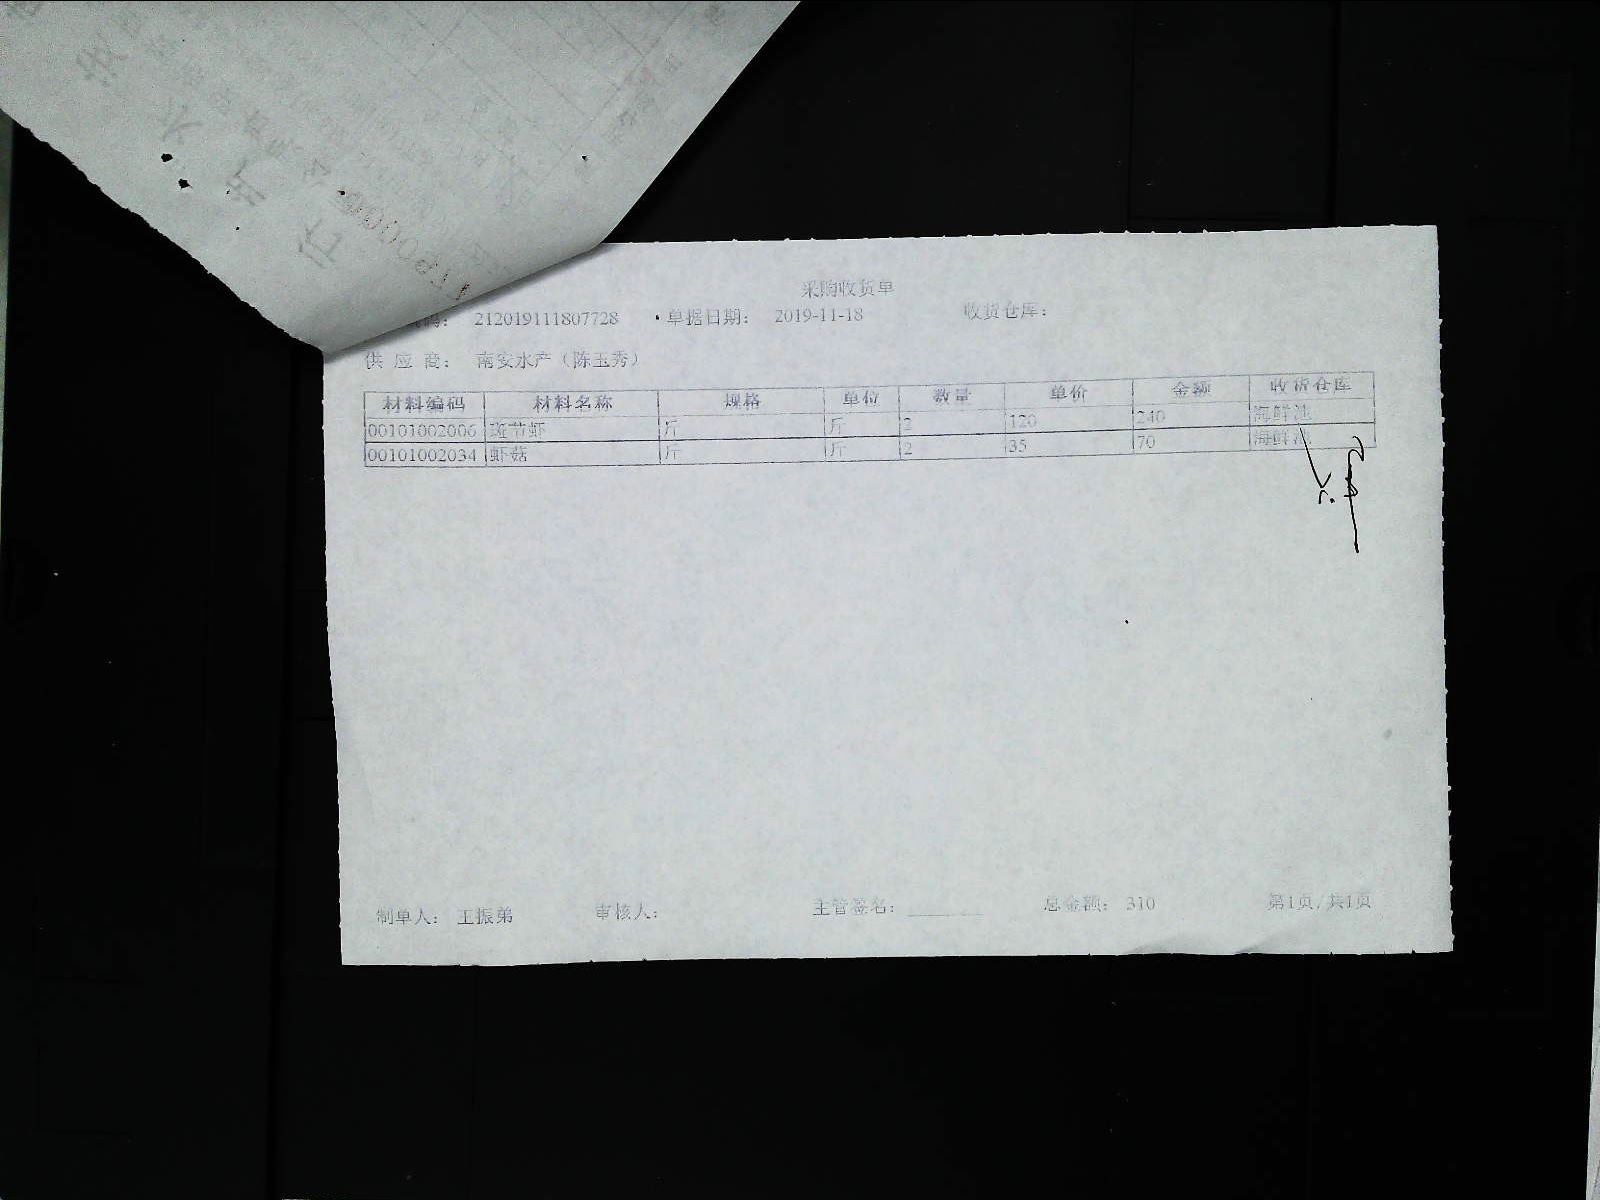 采购收货单
码： 212019111807728 单据日期： 2019-11-18 收货仓库：
供 应 商： 南安水产（陈玉秀）
材料编码 材料名称 规格 单位 数量 单价 金额 收货仓库
00101002006 斑节虾 斤 斤 2 120 240 海鲜池
00101002034 虾菇 斤 斤 2 35 70 海鲜
制单人： 王振弟 审核人： 主管签名： 总金额： 310 第1页/共1页